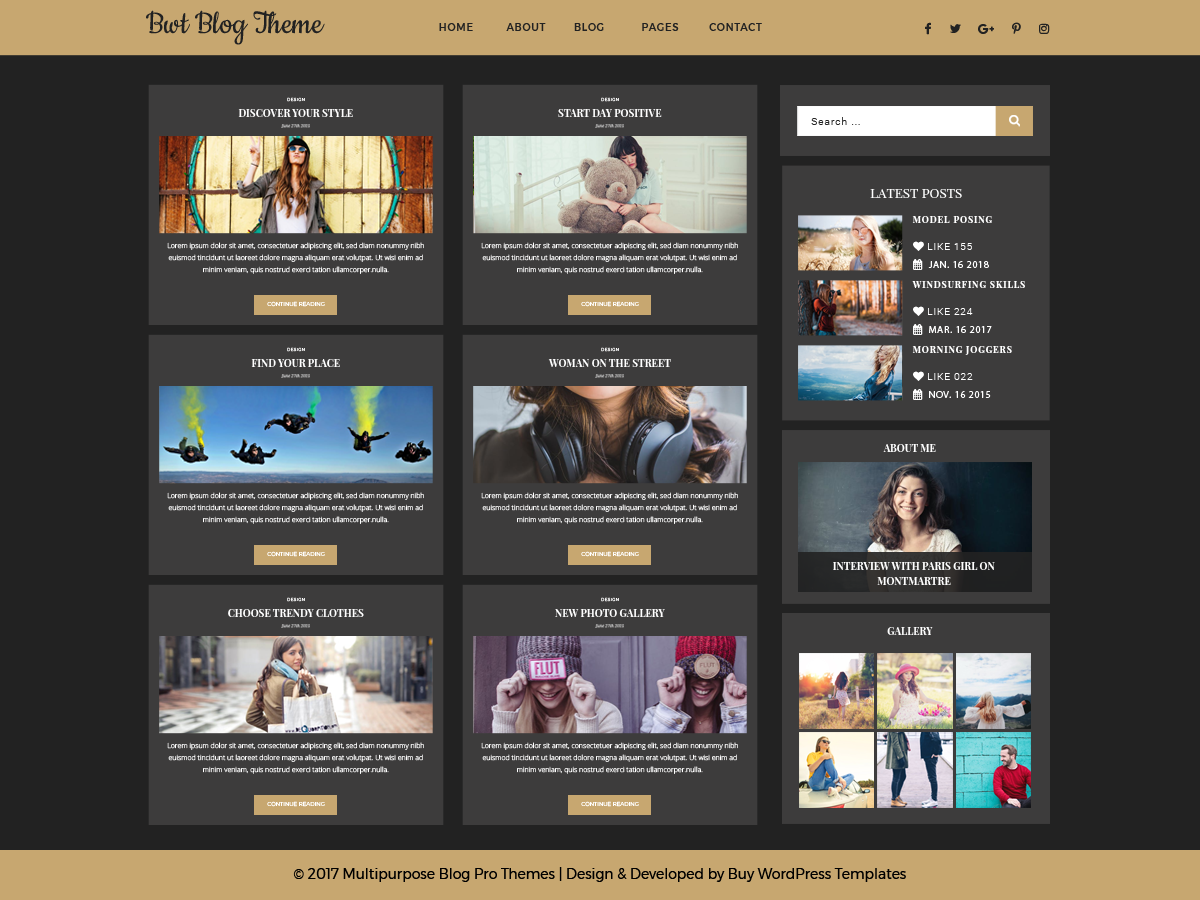 Bwt Blog Theme
HOME ABOUT BLOG PAGES CONTACT
DESIGN
DISCOVER YOUR STYLE
June 27th 2015
Lorem ipsum dolor sit amet, consectetuer adipiscing elit, sed diam nonummy nibh
euismod tincidunt ut laoreet dolore magna aliquam erat volutpat. Ut wisi enim ad
minim veniam, quis nostrud exerd tation ullamcorper.nulla.
CONTINUE READING
DESIGN
START DAY POSITIVE
June 27th 2015
Lorem ipsum dolor sit amet, consectetuer adipiscing elit, sed diam nonummy nibh
euismod tincidunt ut laoreet dolore magna aliquam erat volutpat. Ut wisi enim ad
minim veniam, quis nostrud exerd tation ullamcorper.nulla.
CONTINUE READING
DESIGN
FIND YOUR PLACE
June 27th 2015
Lorem ipsum dolor sit amet, consectetuer adipiscing elit, sed diam nonummy nibh
euismod tincidunt ut laoreet dolore magna aliquam erat volutpat. Ut wisi enim ad
minim veniam, quis nostrud exerd tation ullamcorper.nulla.
CONTINUE READING
DESIGN
WOMAN ON THE STREET
June 27th 2015
Lorem ipsum dolor sit amet, consectetuer adipiscing elit, sed diam nonummy nibh
euismod tincidunt ut laoreet dolore magna aliquam erat volutpat. Ut wisi enim ad
minim veniam, quis nostrud exerd tation ullamcorper.nulla.
CONTINUE READING
DESIGN
CHOOSE TRENDY CLOTHES
June 27th 2015
Lorem ipsum dolor sit amet, consectetuer adipiscing elit, sed diam nonummy nibh
euismod tincidunt ut laoreet dolore magna aliquam erat volutpat. Ut wisi enim ad
minim veniam, quis nostrud exerd tation ullamcorper.nulla.
CONTINUE READING
DESIGN
NEW PHOTO GALLERY
June 27th 2015
FLUT
FLUT
Lorem ipsum dolor sit amet, consectetuer adipiscing elit, sed diam nonummy nibh
euismod tincidunt ut laoreet dolore magna aliquam erat volutpat. Ut wisi enim ad
minim veniam, quis nostrud exerd tation ullamcorper.nulla.
CONTINUE READING
Search ...
LATEST POSTS
MODEL POSING
LIKE 155
JAN. 16 2018
WINDSURFING SKILLS
LIKE 224
MAR. 16 2017
MORNING JOGGERS
LIKE 022
NOV. 16 2015
ABOUT ME
INTERVIEW WITH PARIS GIRL ON
MONTMARTRE
GALLERY
© 2017 Multipurpose Blog Pro Themes | Design & Developed by Buy WordPress Templates